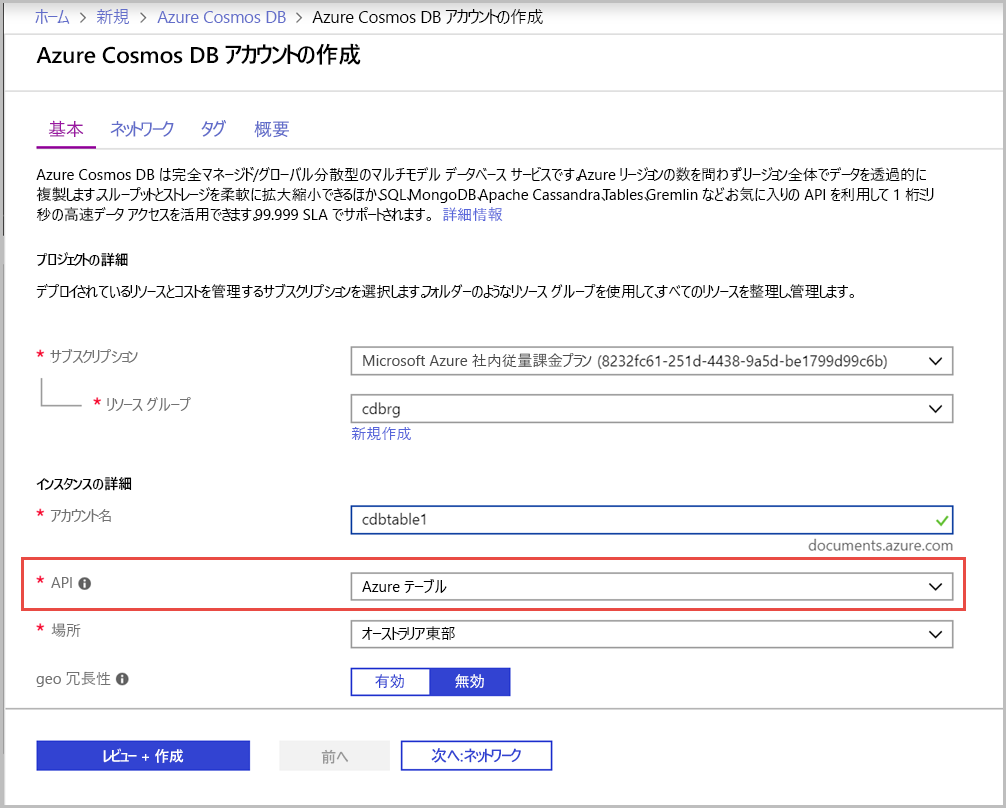 ホーム > 新規 > Azure Cosmos DB > Azure Cosmos DB アカウントの作成
Azure Cosmos DB アカウントの作成
基本 ネットワーク タグ 概要
Azure Cosmos DB は完全マネージド/グローバル分散型のマルチモデル データベース サービスです。Azure リージョンの数を問わず、リージョン全体でデータを透過的に
複製します。スループットとストレージを柔軟に拡大縮小できるほか、SQL、MongoDB、Apache Cassandra、Tables、Gremlin など、お気に入りの API を利用して 1 桁ミリ
秒の高速データ アクセスを活用できます。99.999 SLA でサポートされます。 詳細情報
プロジェクトの詳細
デプロイされているリソースとコストを管理するサブスクリプションを選択します。フォルダーのようなリソース グループを使用して、すべてのリソースを整理し、管理します。
* サブスクリプション
Microsoft Azure 社内従量課金プラン (8232fc61-251d-4438-9a5d-be1799d99c6b)
* リソース グループ
cdbrg
新規作成
インスタンスの詳細
* アカウント名
cdbtable1
documents.azure.com
* API
Azure テーブル
* 場所
オーストラリア東部
geo 冗長性
有効 無効
レビュー + 作成 前へ 次へ:ネットワーク